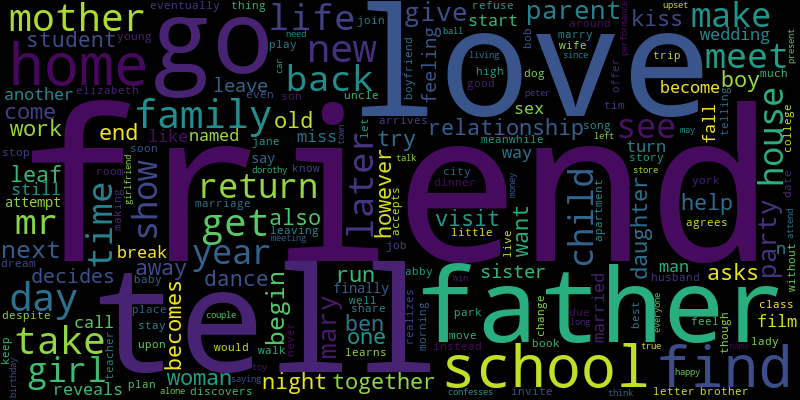 mother
eventually
thing
join
refuse
around
upset
student
young
go
life
play
need
love
give
start
parent
kiss
make
wedding
bob
marry
wife
performance
home
another
elizabeth
car
new
back
boyfriend
feeling
ball
living
since
high
good
dog
trip
offer
meet
become
boy
much
present
come
leave
even
son
uncle
peter
sex
tim
fall
telling
work
end
family
old
arrives
relationship
song
see
may
house
college
like
named
miss
try
meanwhile
left
turn
stop
soon
jane
let
way
story
friend
room
say
know
talk
town
leaf
still
attempt
girlfriend
marriage
dorothy
return
later
however
accepts
city
dinner
money
store
york
date
mr
time
making
show
get
also
leaving
meeting
visit
little
want
live
child
apartment
daughter
help
agrees
party
attend
without
n
next
dream
break
year
job
decides
away
dance
run
abby
sister
man
asks
husband
day
baby
becomes
tell
begin
finally
well
share
realizes
morning
father
married
class
film
despite
place
stay
couple
mary
ben
one
park
move
change
due
long
best
everyone
feel
though
lady
take
call
upon
would
walk
never
learns
instead
book
true
name
keep
girl
teacher
woman
saying
toy
win
school
find
happy
birthday
reveals
plan
alone
discovers
night
together
confesses
invite
think
letter
brother